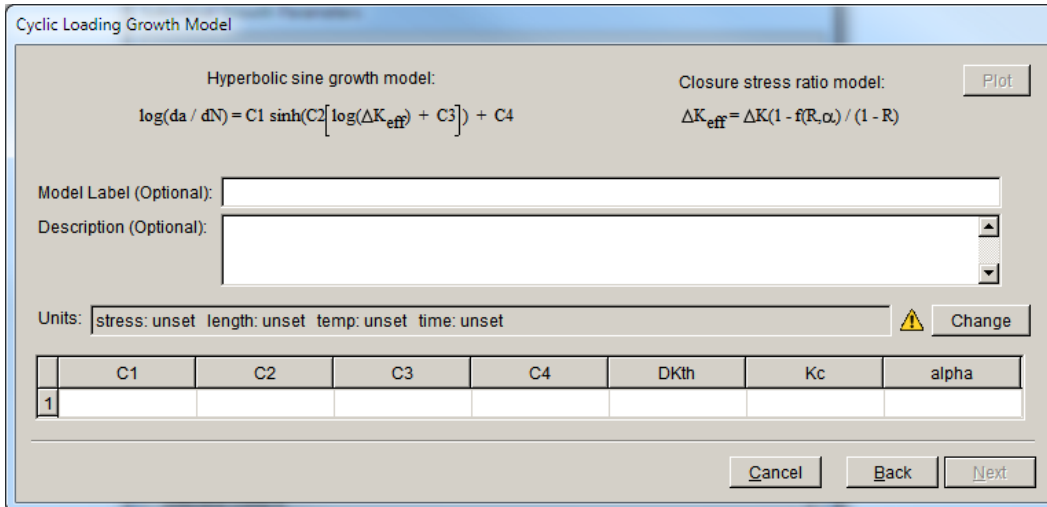 Cyclic Loading Growth Model
Hyperbolic sine growth model:
log(da / dN) = C1 sinh(C2[log(ΔKeff) + C3]) + C4
Closure stress ratio model:
ΔKeff = ΔK(1 - f(R,α) / (1 - R)
Plot
Model Label (Optional):
Description (Optional):
Units: stress: unset length: unset temp: unset time: unset
Change
C1 C2 C3 C4 DKth Kc alpha
1
Cancel Back Next